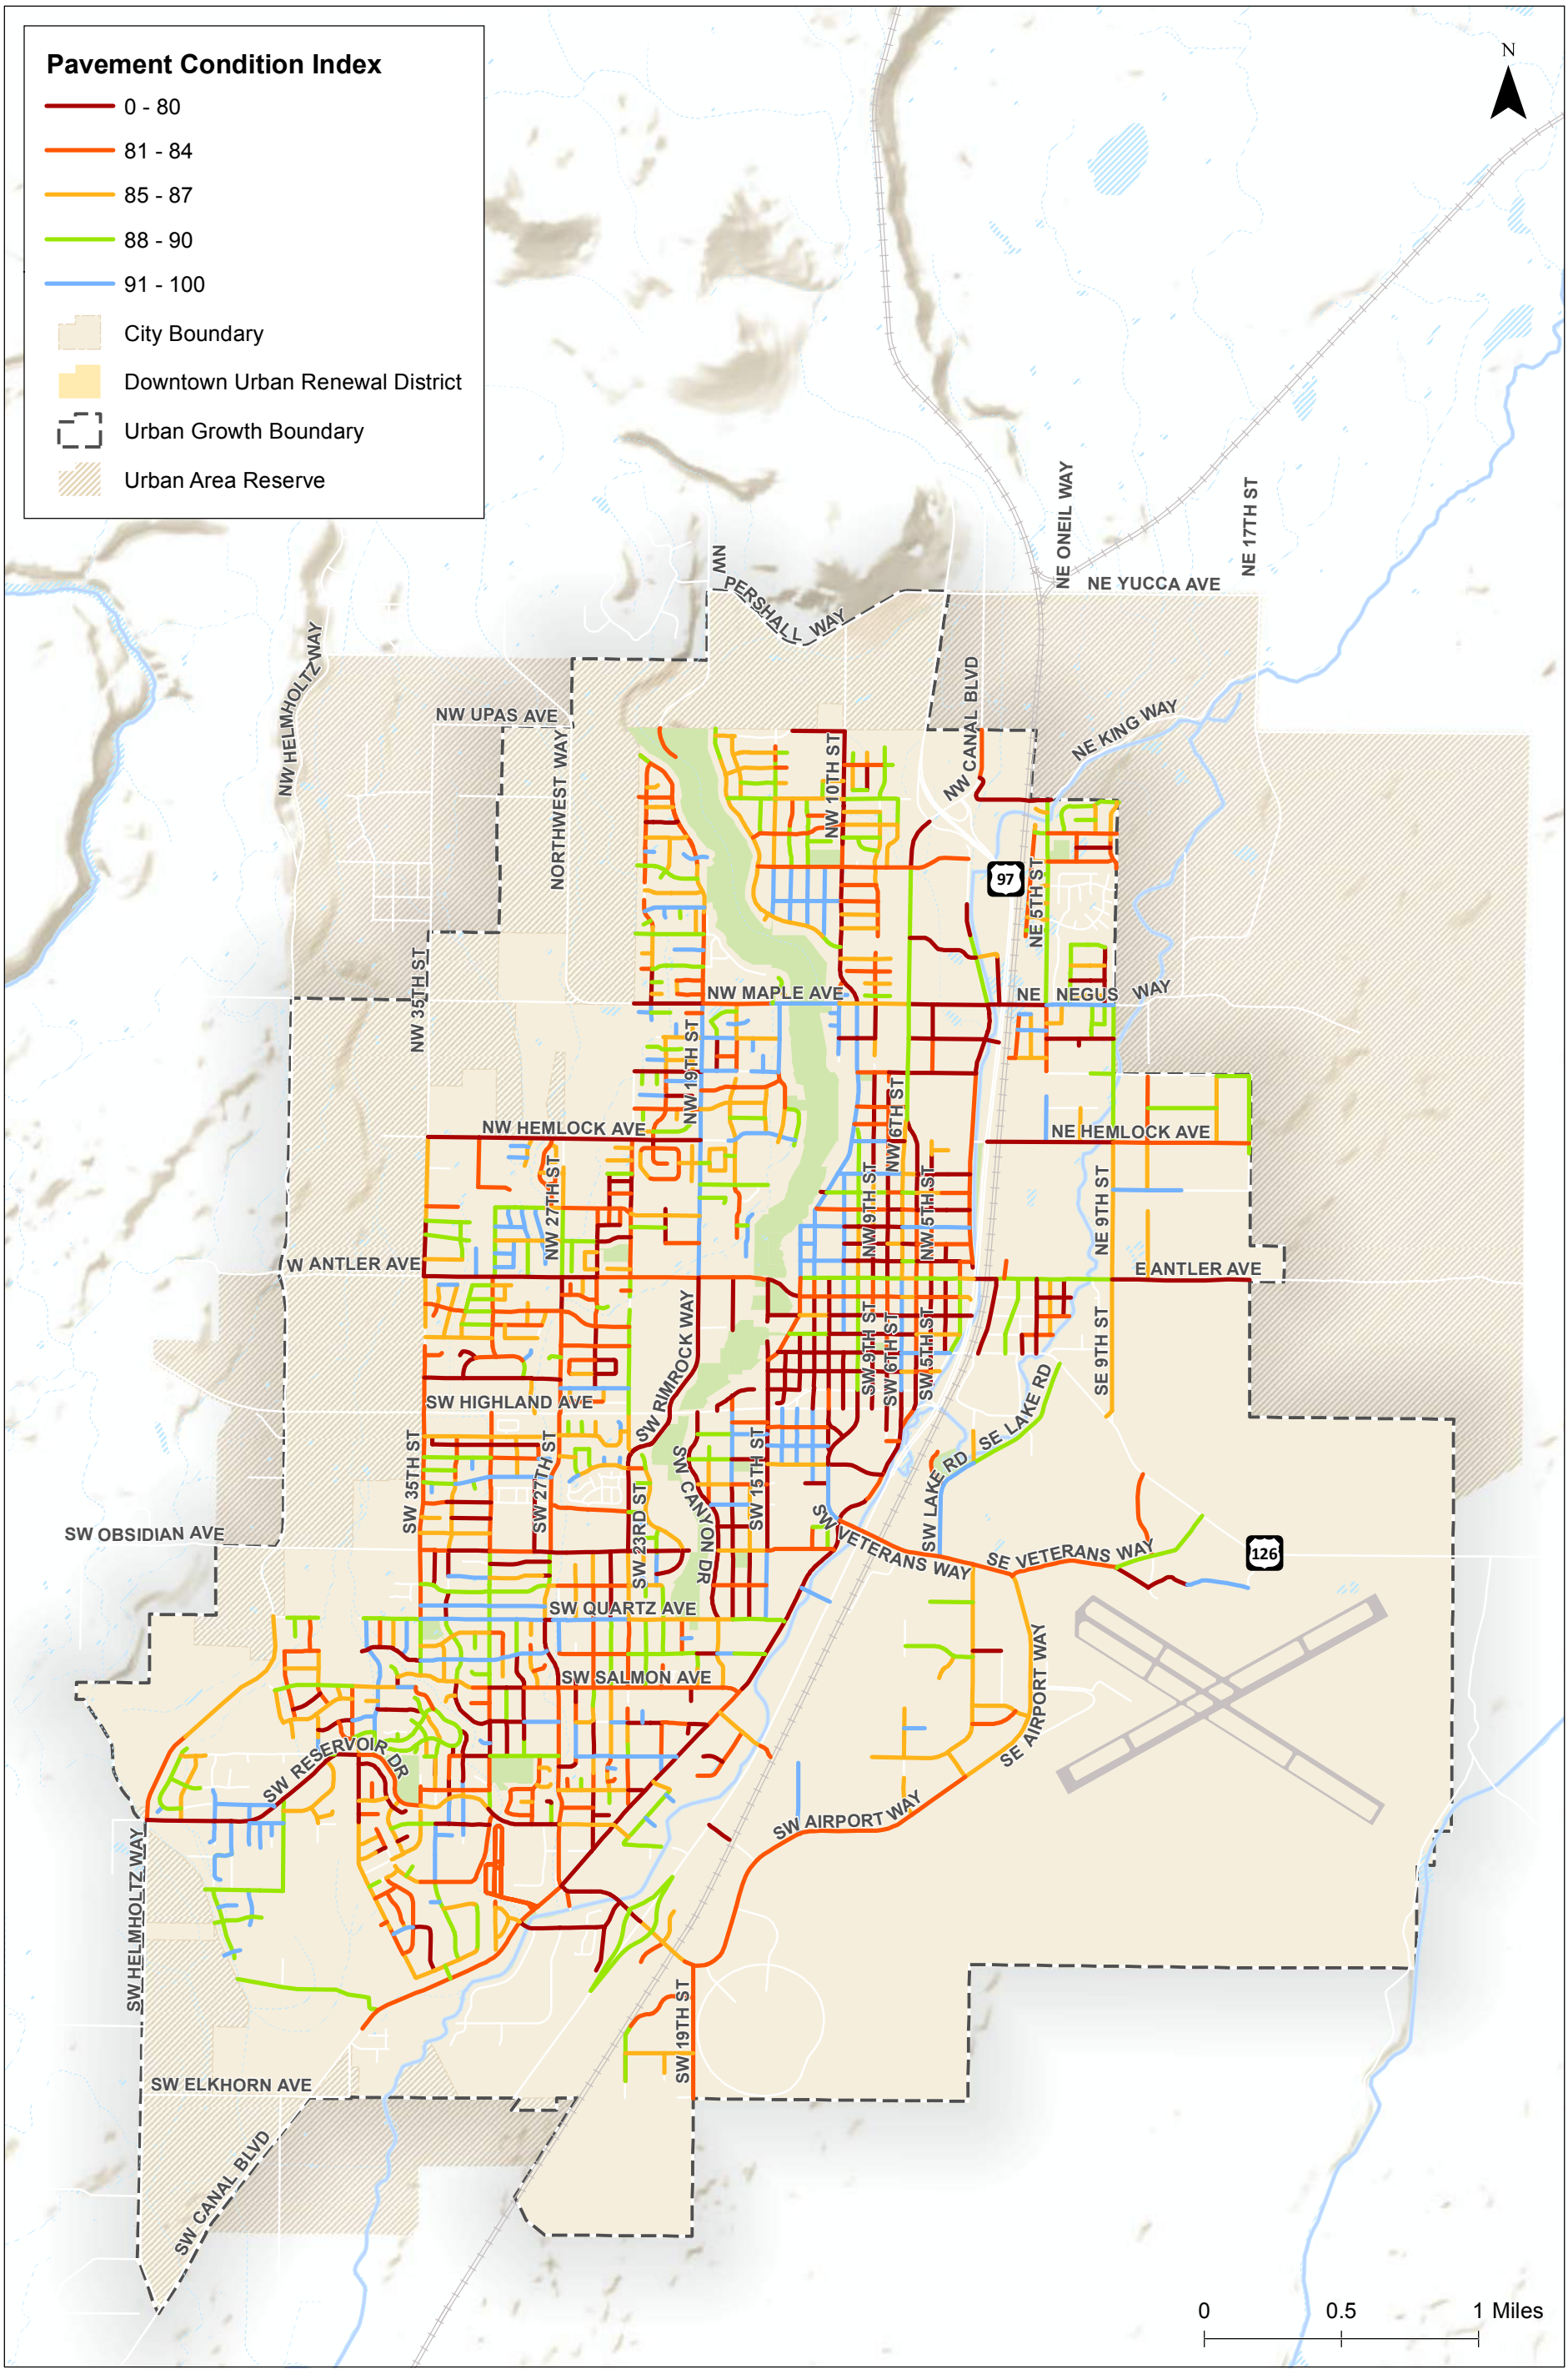 Pavement Condition Index
0 - 80
81 - 84
85 - 87
88 - 90
91 - 100
City Boundary
Downtown Urban Renewal District
Urban Growth Boundary
Urban Area Reserve
N
NE ONEIL WAY
NE 17TH ST
NE YUCCA AVE
NW
PERSHALL WAY
NW HELMHOLTZ WAY
NW UPAS AVE
NORTHWEST WAY
NW 10TH ST
NW CANAL BLVD
NE KING WAY
97
NE 5TH ST
NW 35TH ST
NW MAPLE AVE
NE NEGUS WAY
NW 19TH ST
NW HEMLOCK AVE
NW 6TH ST
NE HEMLOCK AVE
NW 27TH ST
NW 9TH ST
NW 5TH ST
NE 9TH ST
W ANTLER AVE
E ANTLER AVE
SW RIMROCK WAY
SW 9TH ST
SW 6TH ST
SW 5TH ST
SE 9TH ST
SW HIGHLAND AVE
SE LAKE RD
SW 35TH ST
SW 27TH ST
SW 23RD ST
SW CANYON DR
SW 15TH ST
SW LAKE RD
SW OBSIDIAN AVE
SW VETERANS WAY
SE VETERANS WAY
126
SW QUARTZ AVE
SW SALMON AVE
SE AIRPORT WAY
SW RESERVOIR DR
SW AIRPORT WAY
SW HELMHOLTZ WAY
SW 19TH ST
SW ELKHORN AVE
SW CANAL BLVD
0 0.5 1 Miles